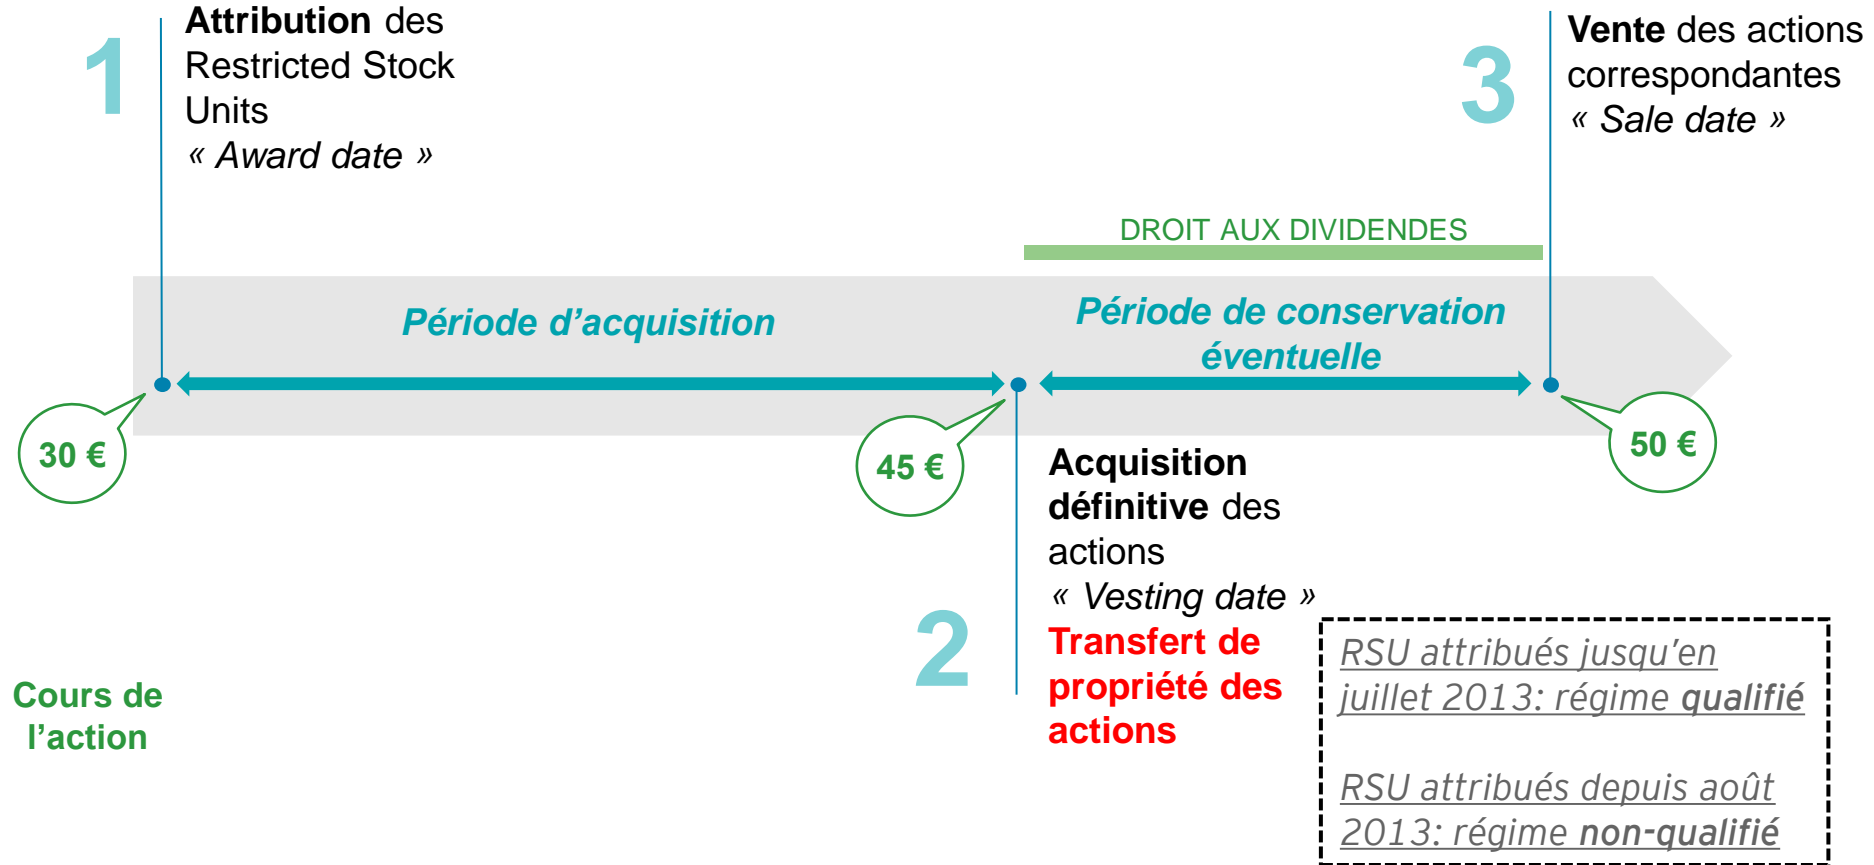 1
Attribution des
Restricted Stock
Units
« Award date »
3
Vente des actions
correspondantes
« Sale date »
DROIT AUX DIVIDENDES
Période d’acquisition
Période de conservation
éventuelle
30 €
45 €
50 €
2
Acquisition
définitive des
actions
« Vesting date »
Transfert de
propriété des
actions
Cours de
l’action
RSU attribués jusqu’en
juillet 2013: régime qualifié
RSU attribués depuis août
2013: régime non-qualifié